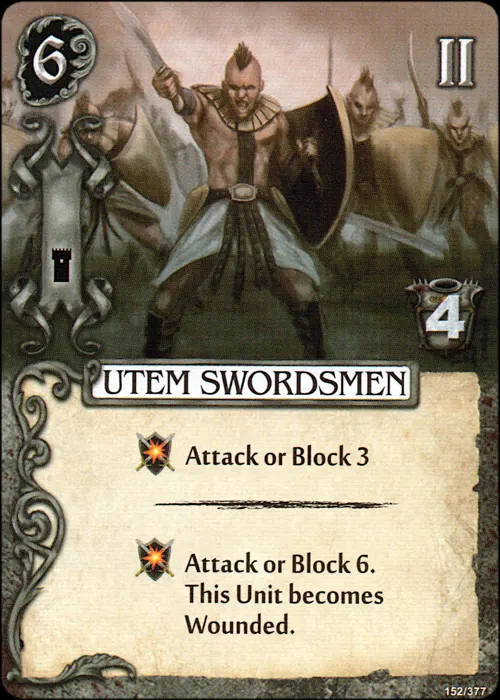 6
II
4
UTEM SWORDSMEN
Attack or Block 3
Attack or Block 6.
This Unit becomes
Wounded.
152/377